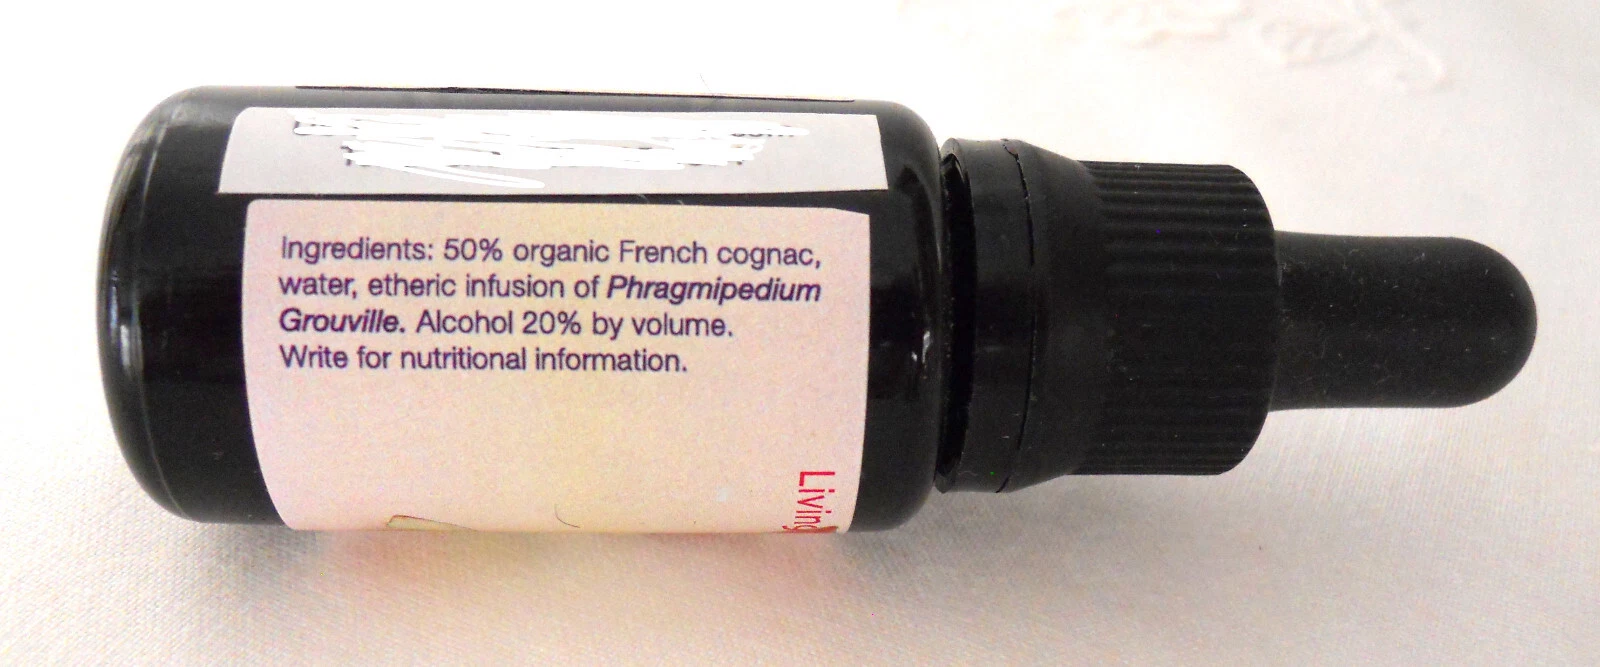 Ingredients: 50% organic French cognac,
water, etheric infusion of Phragmipedium
Grouville. Alcohol 20% by volume.
Write for nutritional information.
Living